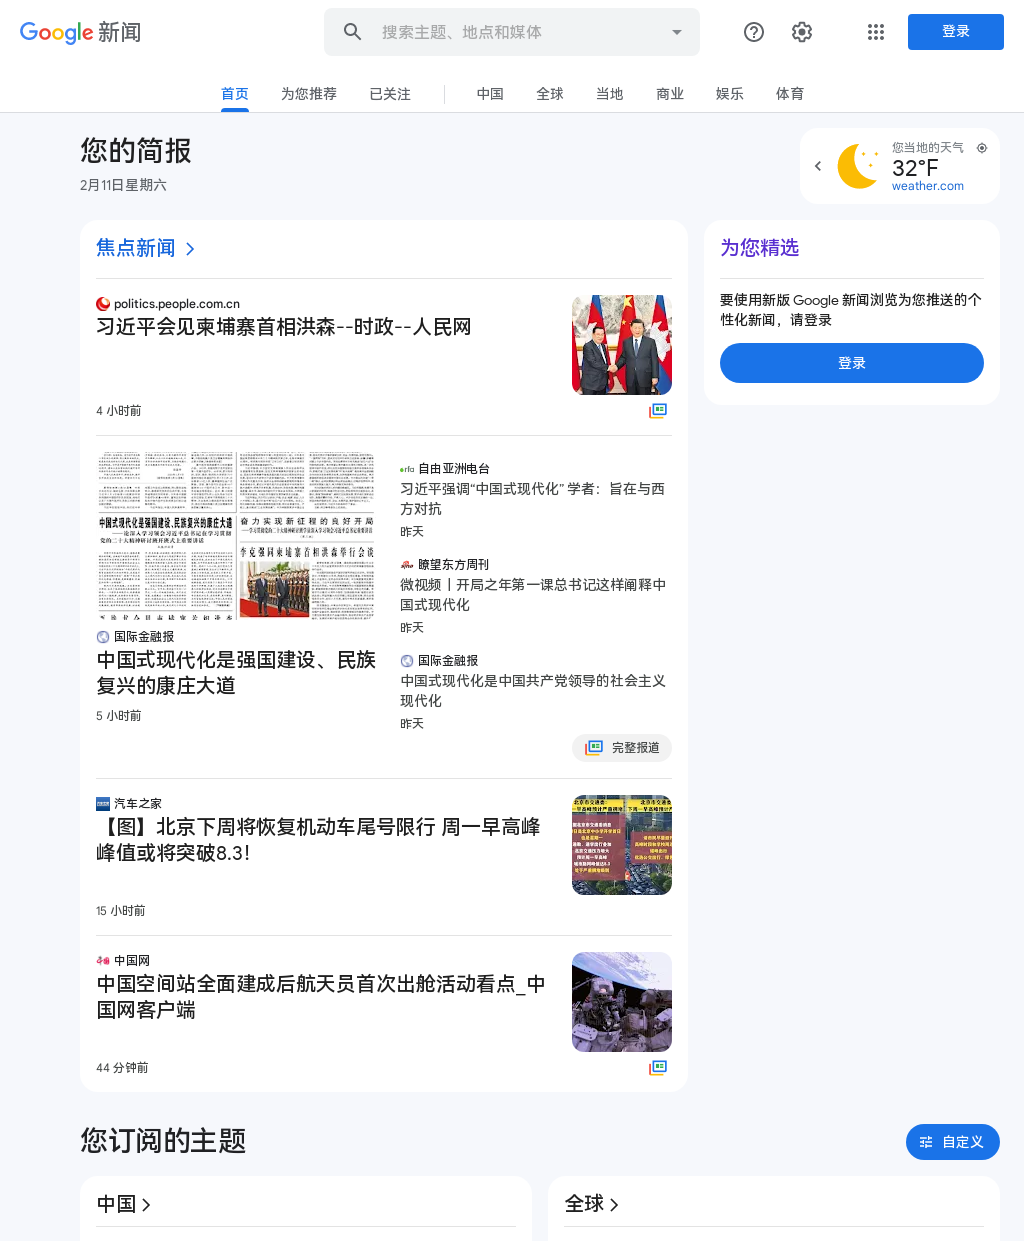 Google 新闻
搜索主题、地点和媒体
登录
首页
为您推荐
已关注
中国
全球
当地
商业
娱乐
体育
您的简报
2月11日星期六
您当地的天气
32°F
weather.com
焦点新闻
politics.people.com.cn
习近平会见柬埔寨首相洪森--时政--人民网
4 小时前
中国式现代化是强国建设、民族复兴的康庄大道
奋力实现新征程的良好开局
李克强同柬埔寨首相洪森举行会谈
国际金融报
中国式现代化是强国建设、民族
复兴的康庄大道
5 小时前
rfa 自由亚洲电台
习近平强调“中国式现代化” 学者：旨在与西
方对抗
昨天
瞭望东方周刊
微视频丨开局之年第一课总书记这样阐释中
国式现代化
昨天
国际金融报
中国式现代化是中国共产党领导的社会主义
现代化
昨天
完整报道
汽车之家
【图】北京下周将恢复机动车尾号限行 周一早高峰
峰值或将突破8.3！
15 小时前
中国网
中国空间站全面建成后航天员首次出舱活动看点_中
国网客户端
44 分钟前
为您精选
要使用新版 Google 新闻浏览为您推送的个
性化新闻，请登录
登录
您订阅的主题
自定义
中国
全球